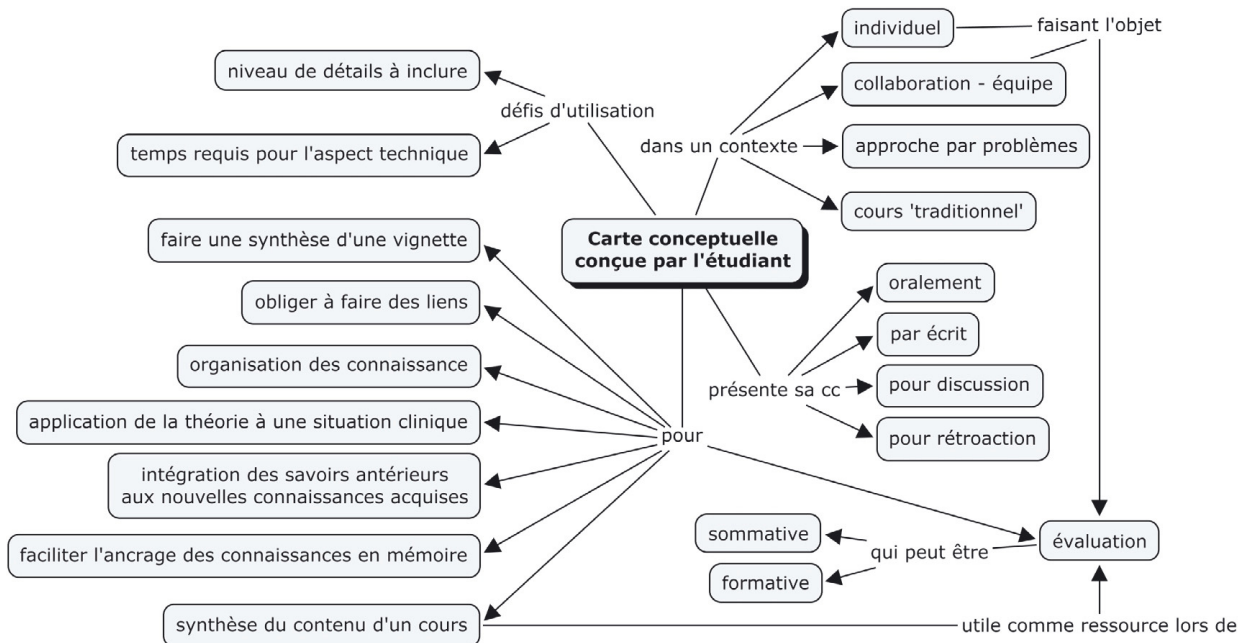 individuel
faisant l'objet
niveau de détails à inclure
collaboration - équipe
défis d'utilisation
dans un contexte
approche par problèmes
temps requis pour l'aspect technique
cours 'traditionnel'
Carte conceptuelle
conçue par l'étudiant
faire une synthèse d'une vignette
oralement
obliger à faire des liens
par écrit
organisation des connaissance
présente sa cc
pour discussion
application de la théorie à une situation clinique
pour
pour rétroaction
intégration des savoirs antérieurs
aux nouvelles connaissances acquises
sommative
qui peut être
évaluation
faciliter l'ancrage des connaissances en mémoire
formative
synthèse du contenu d'un cours
utile comme ressource lors de